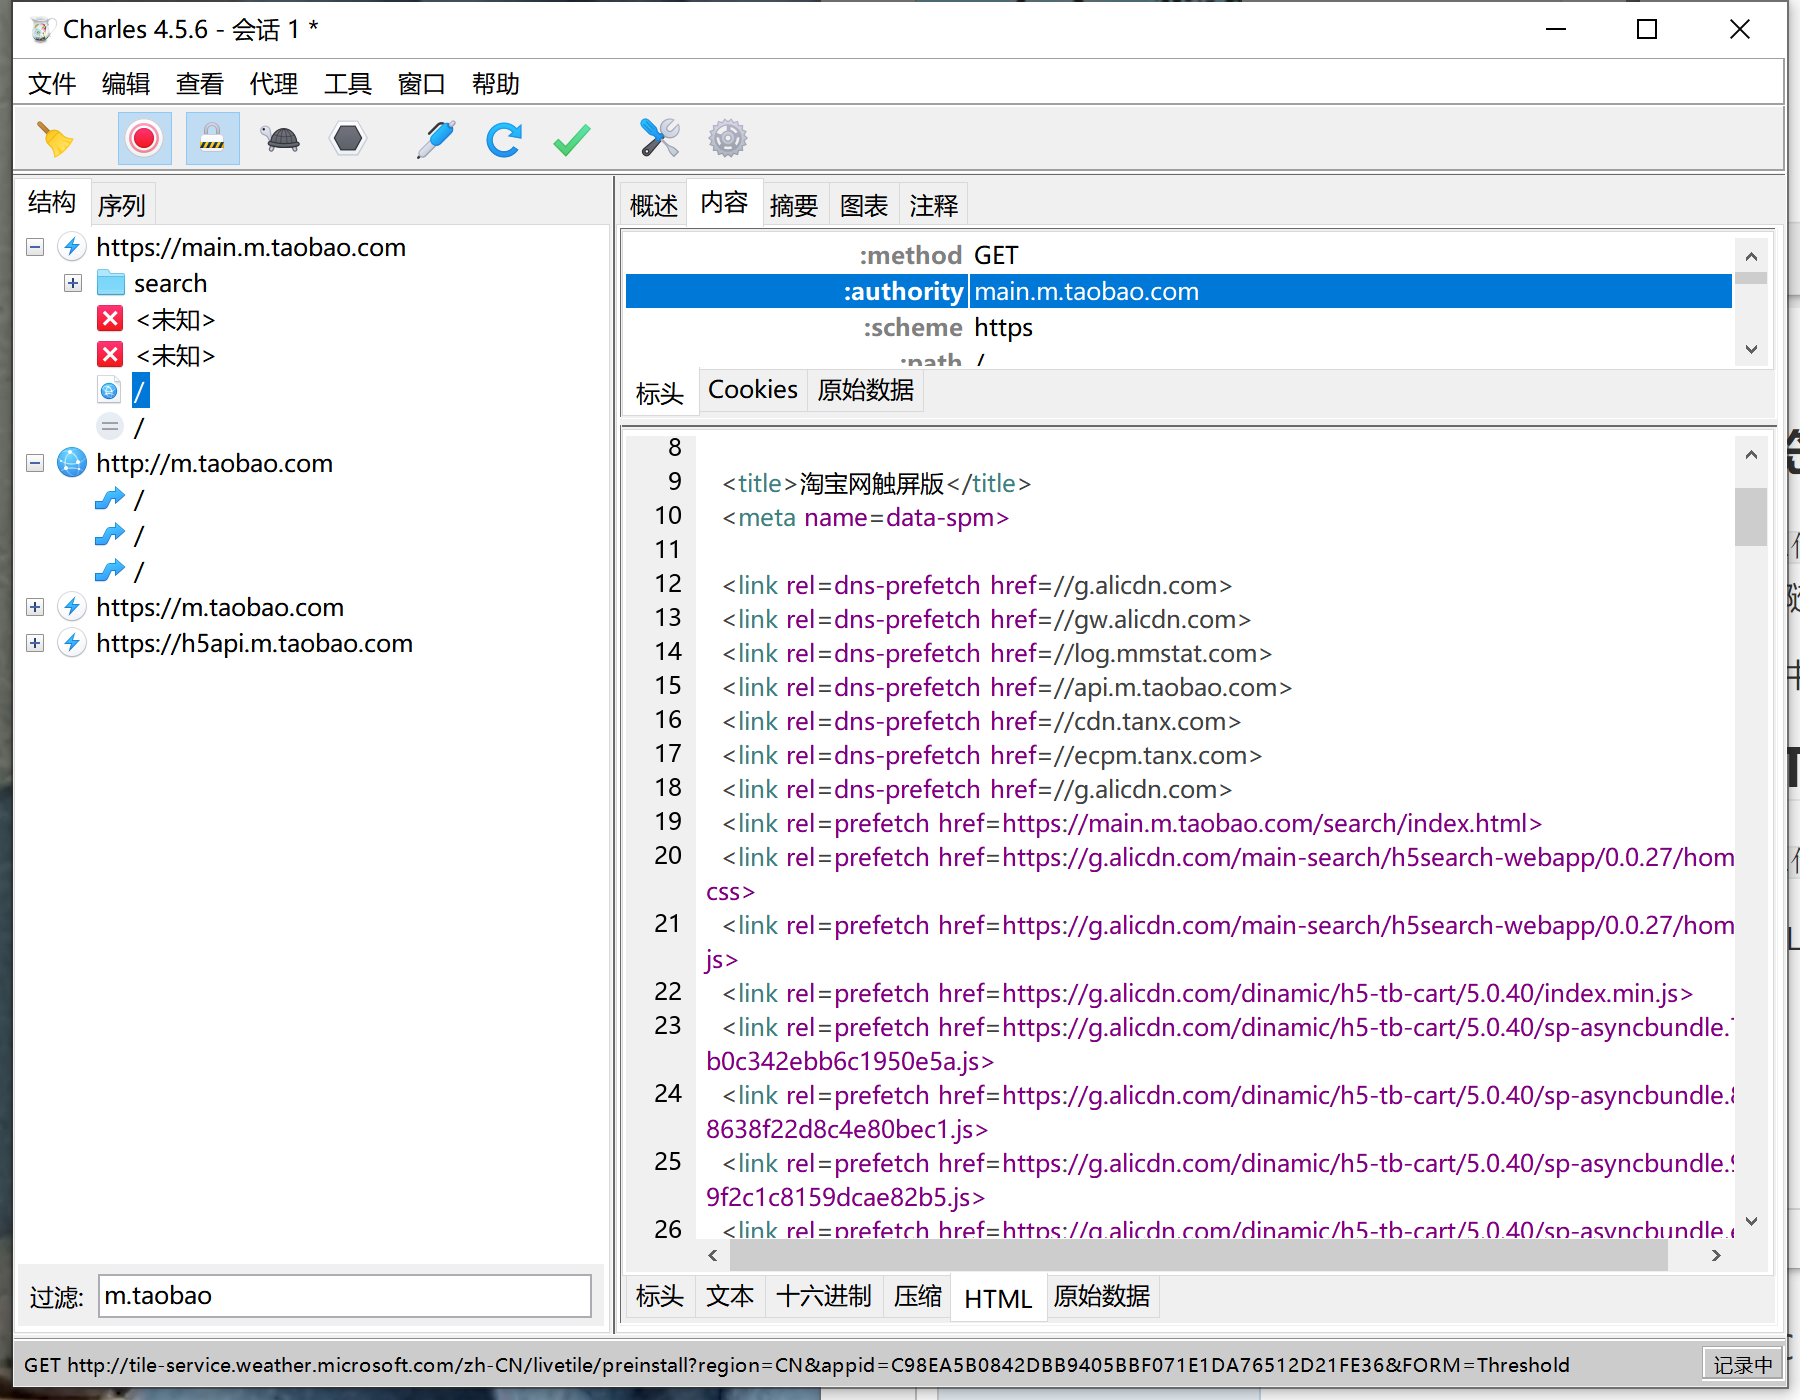 Charles 4.5.6 - 会话 1 *
文件 编辑 查看 代理 工具 窗口 帮助
结构 序列
https://main.m.taobao.com
search
<未知>
<未知>
/
/
http://m.taobao.com
/
/
/
https://m.taobao.com
https://h5api.m.taobao.com
过滤: m.taobao
概述 内容 摘要 图表 注释
:method GET
:authority main.m.taobao.com
:scheme https
:path /
标头 Cookies 原始数据
8
9 <title>淘宝网触屏版</title>
10 <meta name=data-spm>
11
12 <link rel=dns-prefetch href=//g.alicdn.com>
13 <link rel=dns-prefetch href=//gw.alicdn.com>
14 <link rel=dns-prefetch href=//log.mmstat.com>
15 <link rel=dns-prefetch href=//api.m.taobao.com>
16 <link rel=dns-prefetch href=//cdn.tanx.com>
17 <link rel=dns-prefetch href=//ecpm.tanx.com>
18 <link rel=dns-prefetch href=//g.alicdn.com>
19 <link rel=prefetch href=https://main.m.taobao.com/search/index.html>
20 <link rel=prefetch href=https://g.alicdn.com/main-search/h5search-webapp/0.0.27/hom
css>
21 <link rel=prefetch href=https://g.alicdn.com/main-search/h5search-webapp/0.0.27/hom
js>
22 <link rel=prefetch href=https://g.alicdn.com/dinamic/h5-tb-cart/5.0.40/index.min.js>
23 <link rel=prefetch href=https://g.alicdn.com/dinamic/h5-tb-cart/5.0.40/sp-asyncbundle.
b0c342ebb6c1950e5a.js>
24 <link rel=prefetch href=https://g.alicdn.com/dinamic/h5-tb-cart/5.0.40/sp-asyncbundle.
8638f22d8c4e80bec1.js>
25 <link rel=prefetch href=https://g.alicdn.com/dinamic/h5-tb-cart/5.0.40/sp-asyncbundle.
9f2c1c8159dcae82b5.js>
26 <link rel=prefetch href=https://g.alicdn.com/dinamic/h5-tb-cart/5.0.40/sp-asyncbundle.
标头 文本 十六进制 压缩 HTML 原始数据
GET http://tile-service.weather.microsoft.com/zh-CN/livetile/preinstall?region=CN&appid=C98EA5B0842DBB9405BBF071E1DA76512D21FE36&FORM=Threshold
记录中